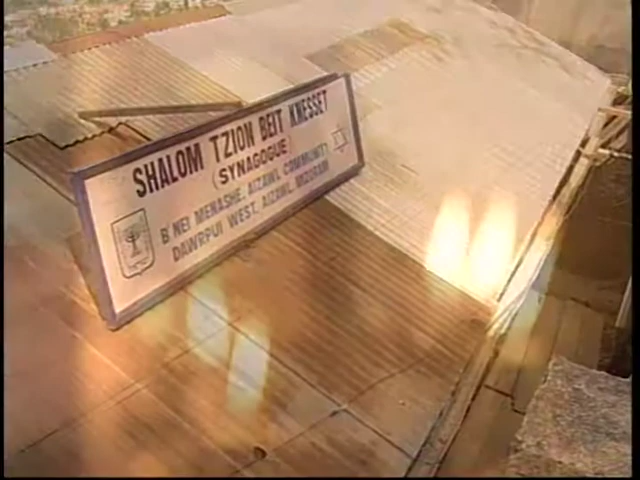 SHALOM TZION BEIT KNESSET
(SYNAGOGUE)
B'NEI MENASHE, AIZAWL COMMUNITY
DAWRPUI WEST, AIZAWL, MIZORAM